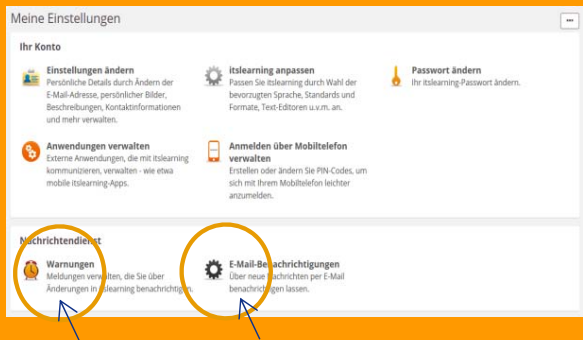 Meine Einstellungen
Ihr Konto
Einstellungen ändern
Persönliche Details durch Ändern der
E-Mail-Adresse, persönlicher Bilder,
Beschreibungen, Kontaktinformationen
und mehr verwalten.
itslearning anpassen
Passen Sie itslearning durch Wahl der
bevorzugten Sprache, Standards und
Formate, Text-Editoren u.v.m. an.
Passwort ändern
Ihr itslearning-Passwort ändern.
Anwendungen verwalten
Externe Anwendungen, die mit itslearning
kommunizieren, verwalten - wie etwa
mobile itslearning-Apps.
Anmelden über Mobiltelefon
verwalten
Erstellen oder ändern Sie PIN-Codes, um
sich mit Ihrem Mobiltelefon leichter
anzumelden.
Nachrichtendienst
Warnungen
Meldungen verwalten, die Sie über
Änderungen in itslearning benachrichtigen.
E-Mail-Benachrichtigungen
Über neue Nachrichten per E-Mail
benachrichtigen lassen.